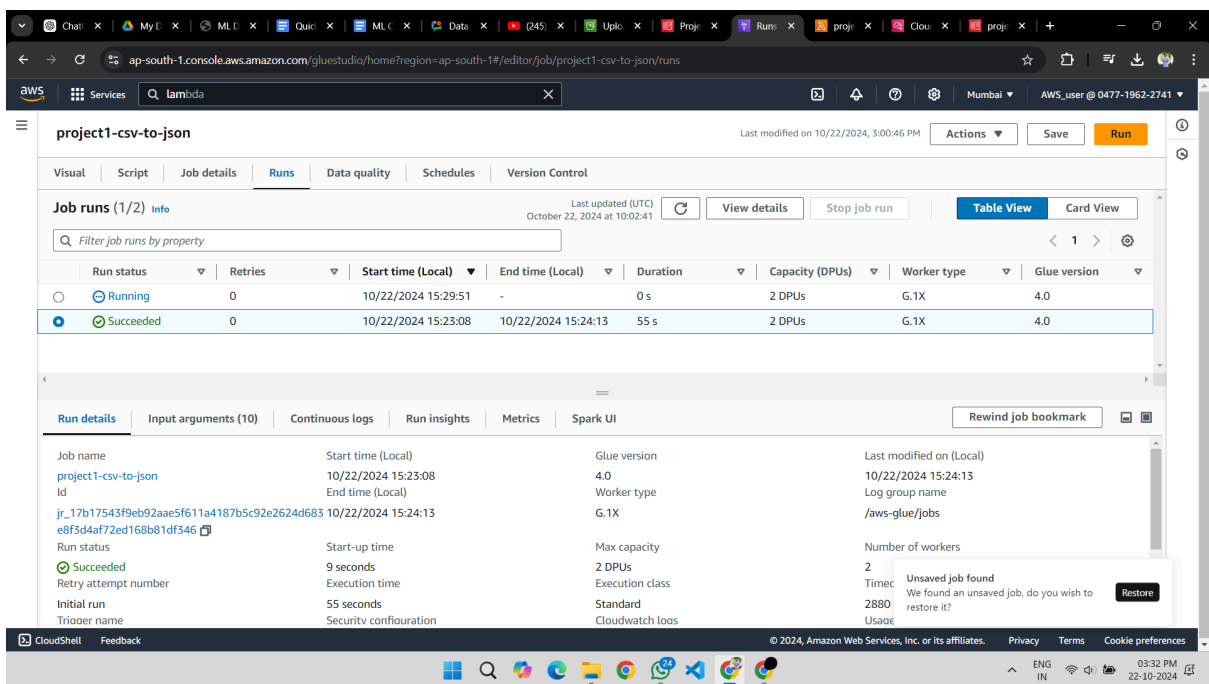 Chat My D ML D Quic ML C Data (245) Uplo Proje Runs proje Clou proje
ap-south-1.console.aws.amazon.com/gluestudio/home?region=ap-south-1#/editor/job/project1-csv-to-json/runs
aws Services lambda Mumbai AWS_user @ 0477-1962-2741
project1-csv-to-json Last modified on 10/22/2024, 3:00:46 PM Actions Save Run
Visual Script Job details Runs Data quality Schedules Version Control
Job runs (1/2) Info Last updated (UTC) October 22, 2024 at 10:02:41 View details Stop job run Table View Card View
Filter job runs by property 1
Run status Retries Start time (Local) End time (Local) Duration Capacity (DPUs) Worker type Glue version
Running 0 10/22/2024 15:29:51 - 0 s 2 DPUs G.1X 4.0
Succeeded 0 10/22/2024 15:23:08 10/22/2024 15:24:13 55 s 2 DPUs G.1X 4.0
Run details Input arguments (10) Continuous logs Run insights Metrics Spark UI Rewind job bookmark
Job name Start time (Local) Glue version Last modified on (Local)
project1-csv-to-json 10/22/2024 15:23:08 4.0 10/22/2024 15:24:13
Id End time (Local) Worker type Log group name
jr_17b17543f9eb92aae5f611a4187b5c92e2624d683 10/22/2024 15:24:13 G.1X /aws-glue/jobs
e8f3d4af72ed168b81df346
Run status Start-up time Max capacity Number of workers
Succeeded 9 seconds 2 DPUs 2
Retry attempt number Execution time Execution class Timeo
Initial run 55 seconds Standard 2880
Trigger name Security configuration Cloudwatch logs Usage
Unsaved job found
We found an unsaved job, do you wish to
restore it?
Restore
CloudShell Feedback © 2024, Amazon Web Services, Inc. or its affiliates. Privacy Terms Cookie preferences
24 ENG 03:32 PM
IN 22-10-2024